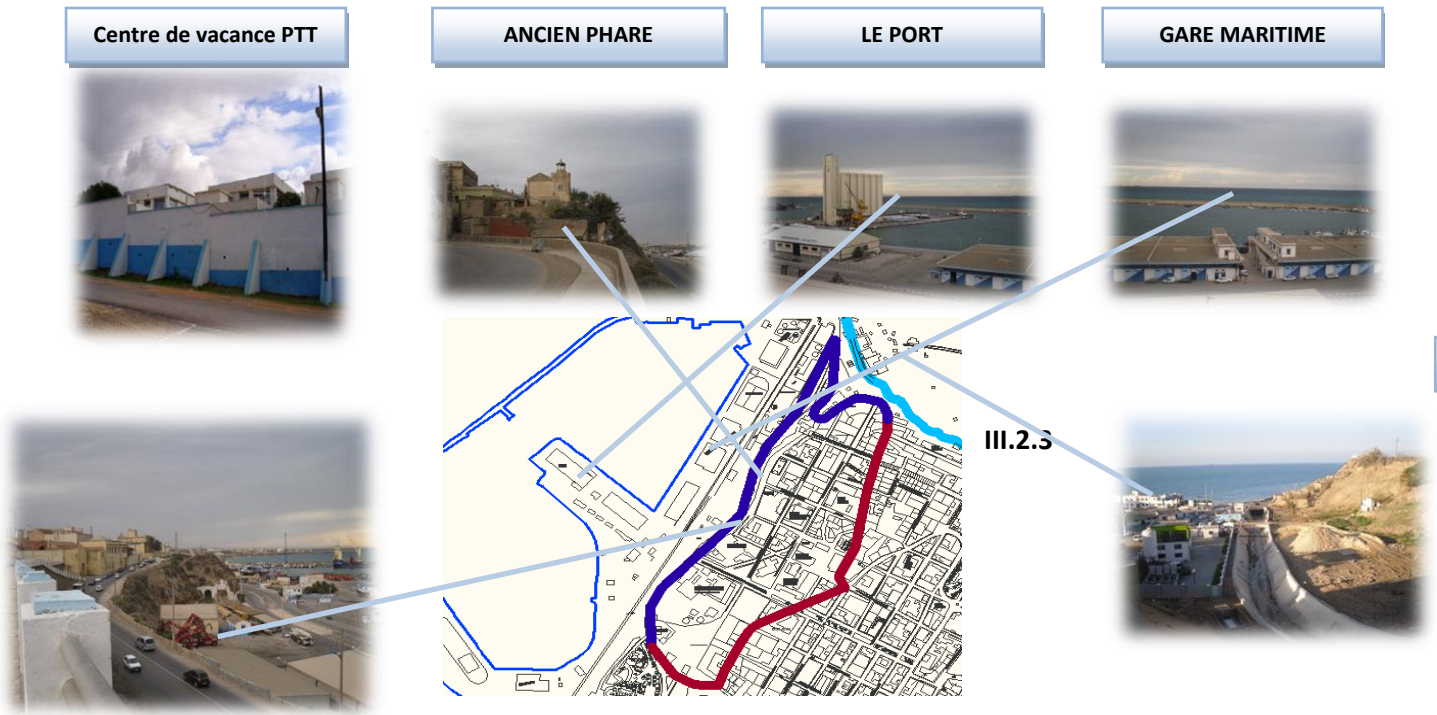 Centre de vacance PTT
ANCIEN PHARE
LE PORT
GARE MARITIME
III.2.3